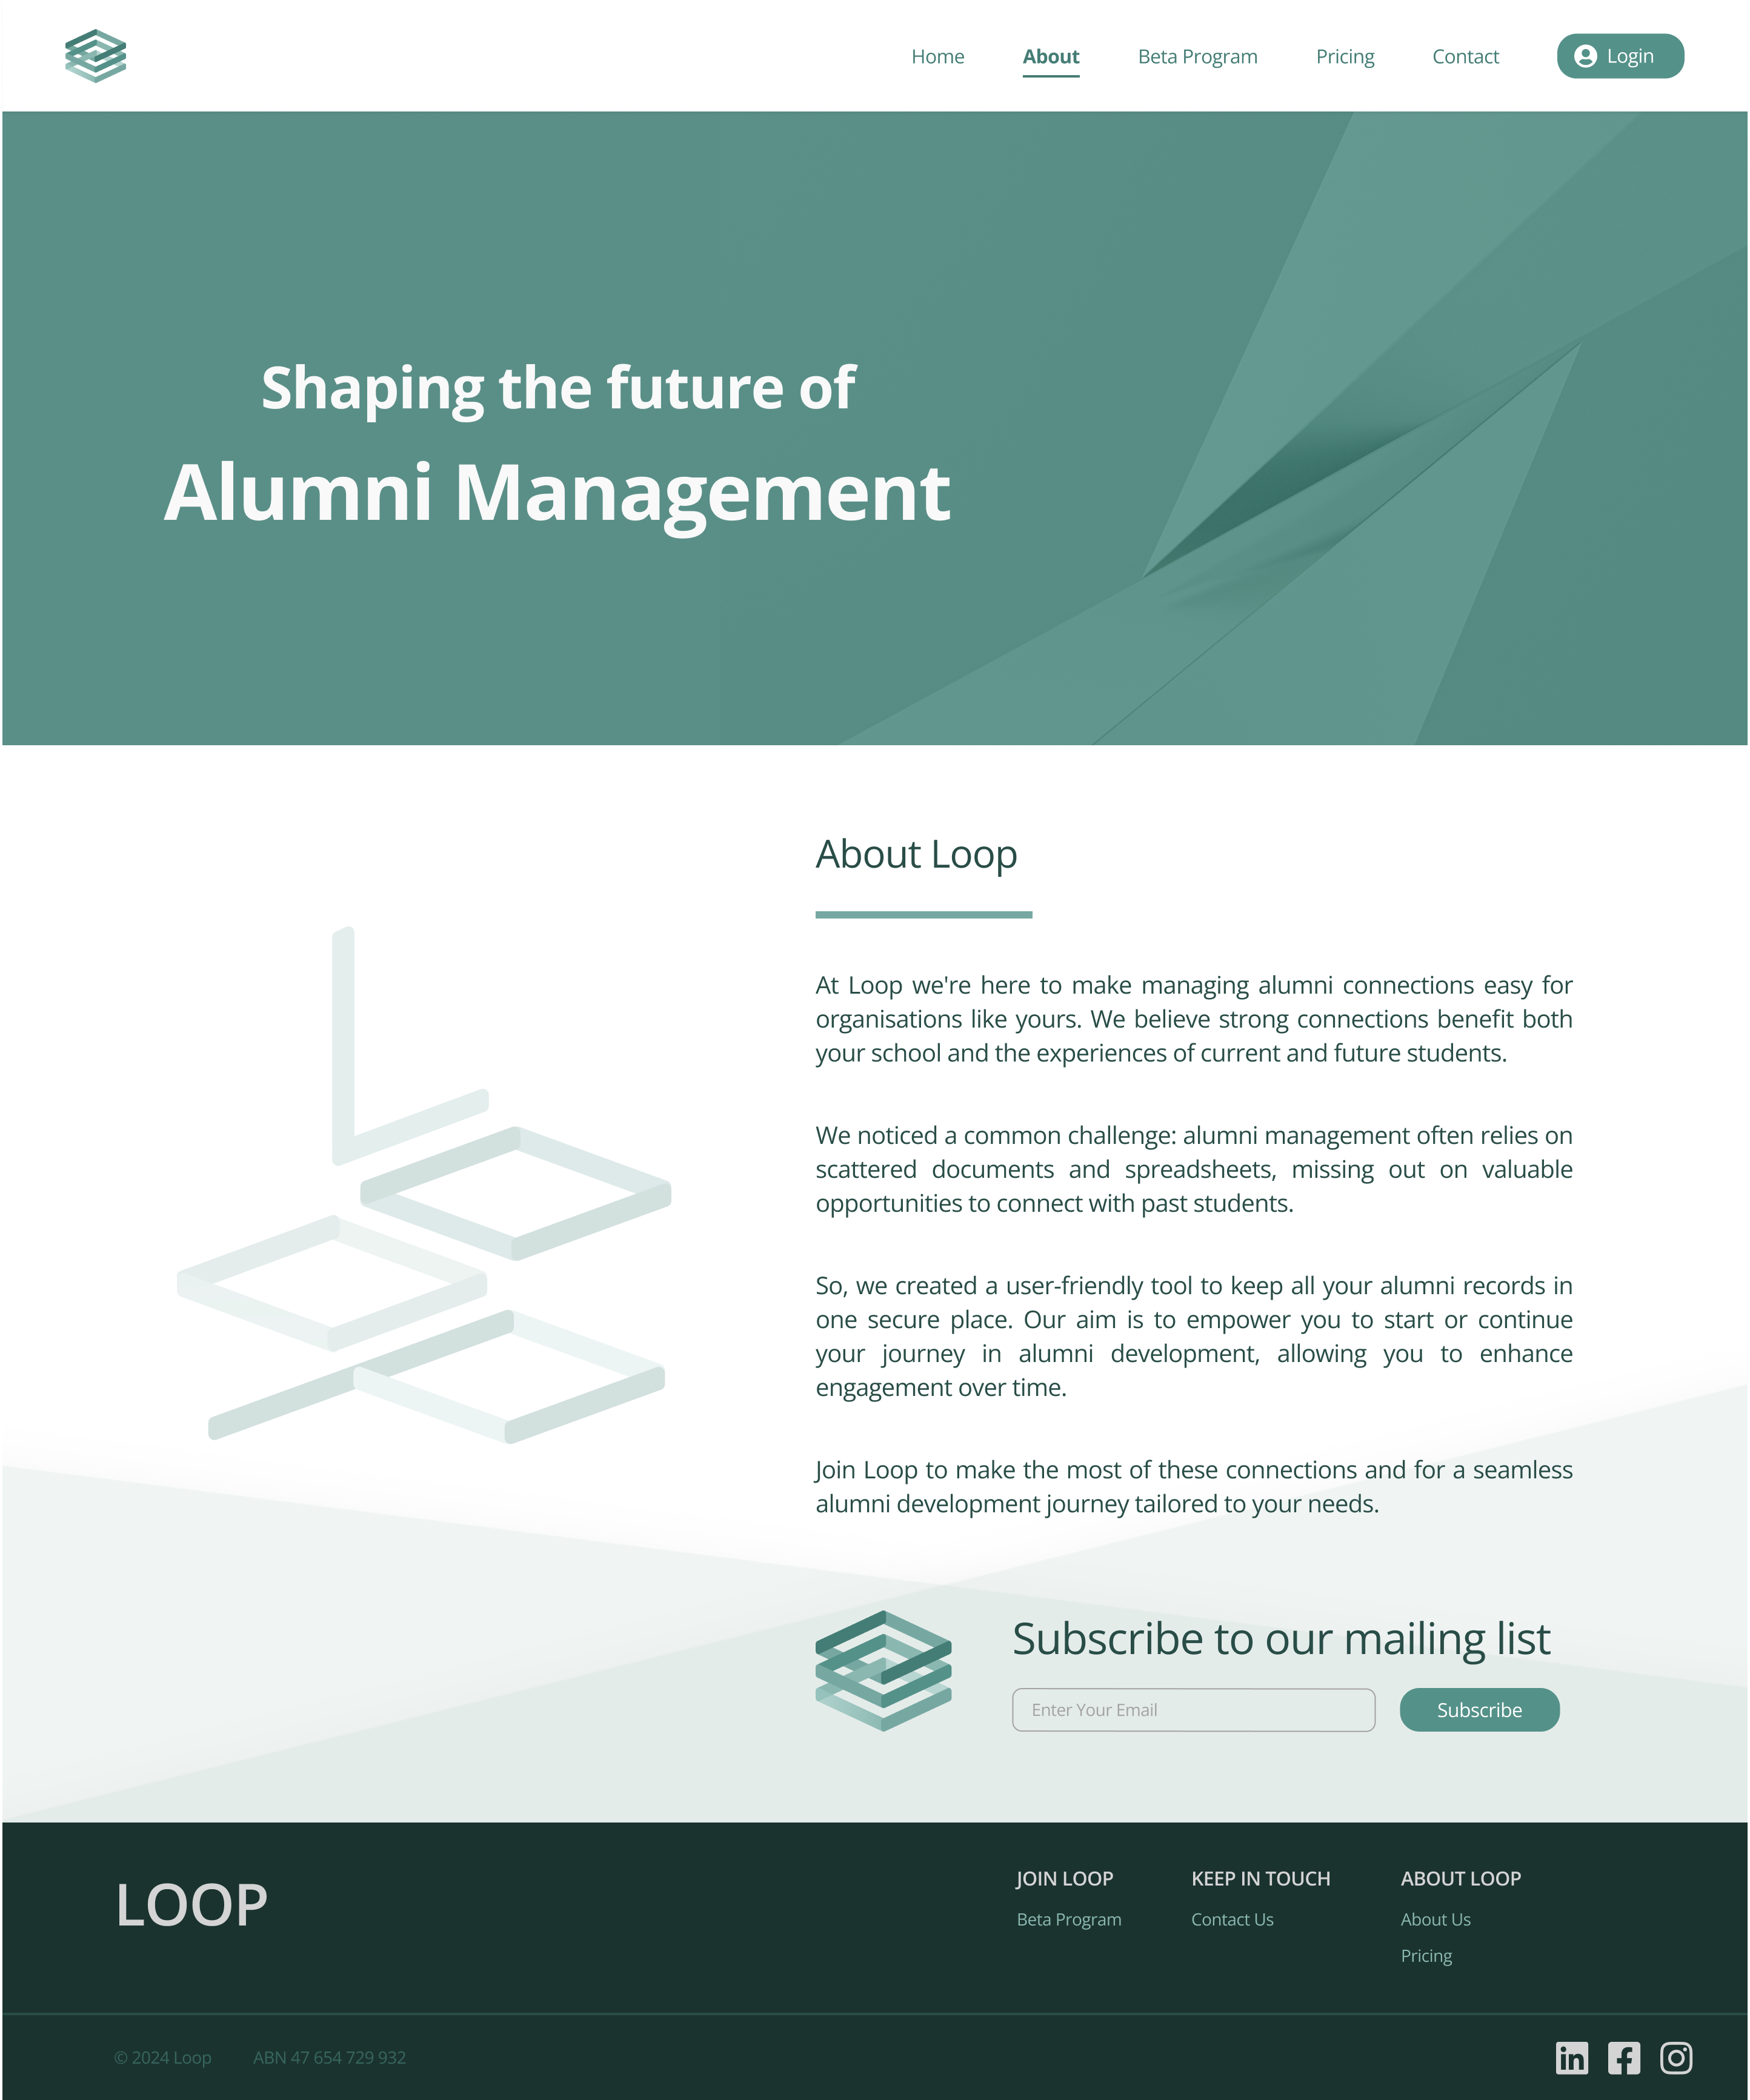 Home About Beta Program Pricing Contact Login
Shaping the future of
Alumni Management
About Loop
At Loop we're here to make managing alumni connections easy for
organisations like yours. We believe strong connections benefit both
your school and the experiences of current and future students.
We noticed a common challenge: alumni management often relies on
scattered documents and spreadsheets, missing out on valuable
opportunities to connect with past students.
So, we created a user-friendly tool to keep all your alumni records in
one secure place. Our aim is to empower you to start or continue
your journey in alumni development, allowing you to enhance
engagement over time.
Join Loop to make the most of these connections and for a seamless
alumni development journey tailored to your needs.
Subscribe to our mailing list
Enter Your Email Subscribe
LOOP
JOIN LOOP
Beta Program
KEEP IN TOUCH
Contact Us
ABOUT LOOP
About Us
Pricing
© 2024 Loop ABN 47 654 729 932